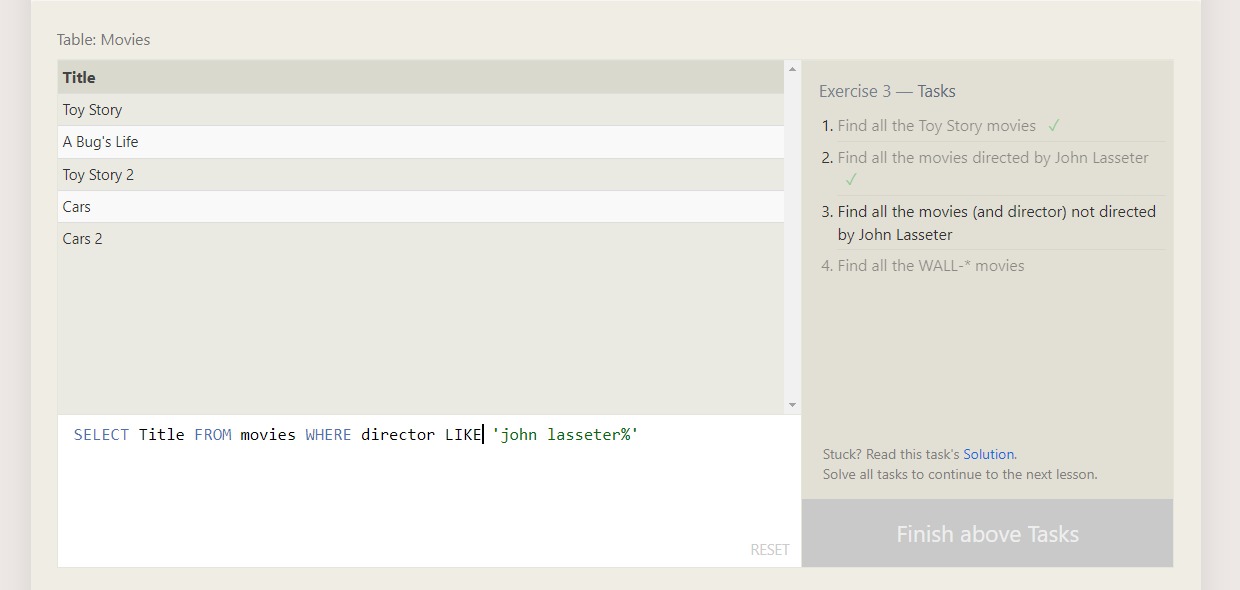 Table: Movies
Title
Toy Story
A Bug's Life
Toy Story 2
Cars
Cars 2
SELECT Title FROM movies WHERE director LIKE 'john lasseter%'
RESET
Exercise 3 — Tasks
1. Find all the Toy Story movies ✓
2. Find all the movies directed by John Lasseter
✓
3. Find all the movies (and director) not directed
by John Lasseter
4. Find all the WALL-* movies
Stuck? Read this task's Solution.
Solve all tasks to continue to the next lesson.
Finish above Tasks